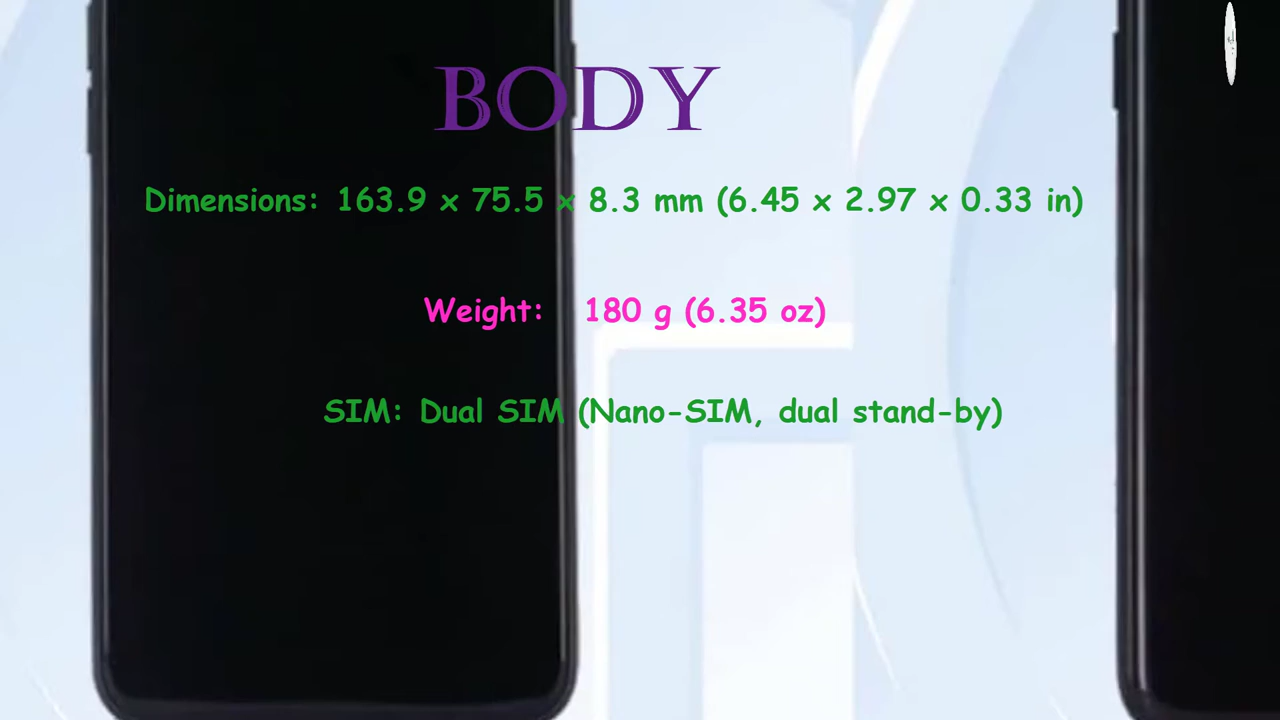 BODY
Dimensions: 163.9 x 75.5 x 8.3 mm (6.45 x 2.97 x 0.33 in)
Weight: 180 g (6.35 oz)
SIM: Dual SIM (Nano-SIM, dual stand-by)